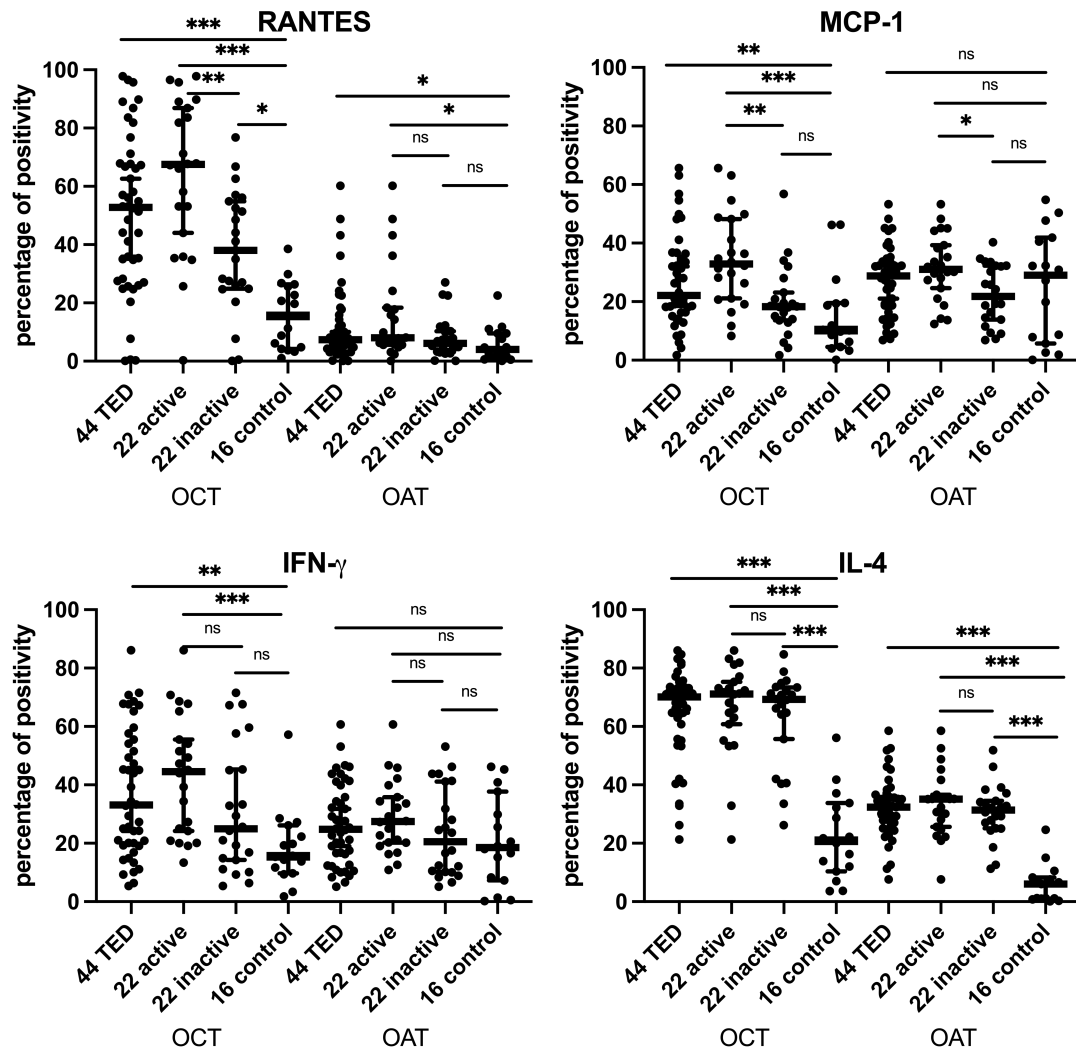 RANTES
***
***
**
*
*
*
ns
ns
percentage of positivity
100
80
60
40
20
0
44 TED
22 active
22 inactive
16 control
44 TED
22 active
22 inactive
16 control
OCT
OAT
MCP-1
**
***
**
ns
ns
ns
*
ns
percentage of positivity
100
80
60
40
20
0
44 TED
22 active
22 inactive
16 control
44 TED
22 active
22 inactive
16 control
OCT
OAT
IFN-γ
**
***
ns
ns
ns
ns
ns
ns
percentage of positivity
100
80
60
40
20
0
44 TED
22 active
22 inactive
16 control
44 TED
22 active
22 inactive
16 control
OCT
OAT
IL-4
***
***
ns
***
***
***
ns
***
percentage of positivity
100
80
60
40
20
0
44 TED
22 active
22 inactive
16 control
44 TED
22 active
22 inactive
16 control
OCT
OAT